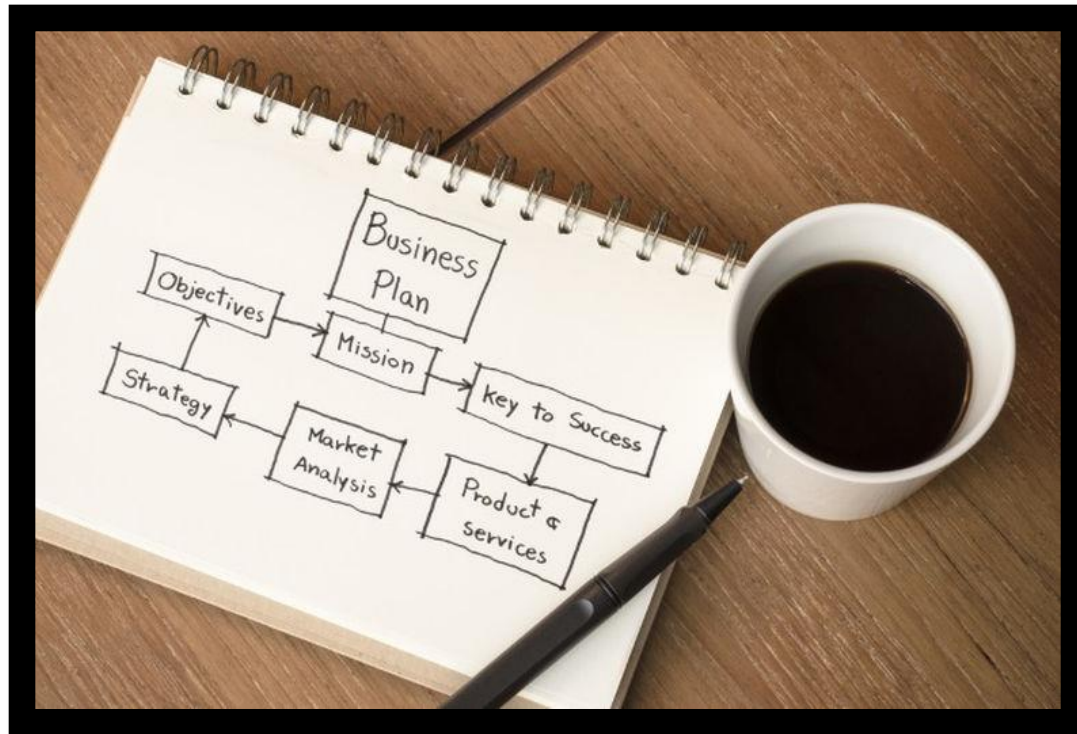 Business
Plan
Objectives
Mission
Key to Success
Strategy
Market
Analysis
Product &
services